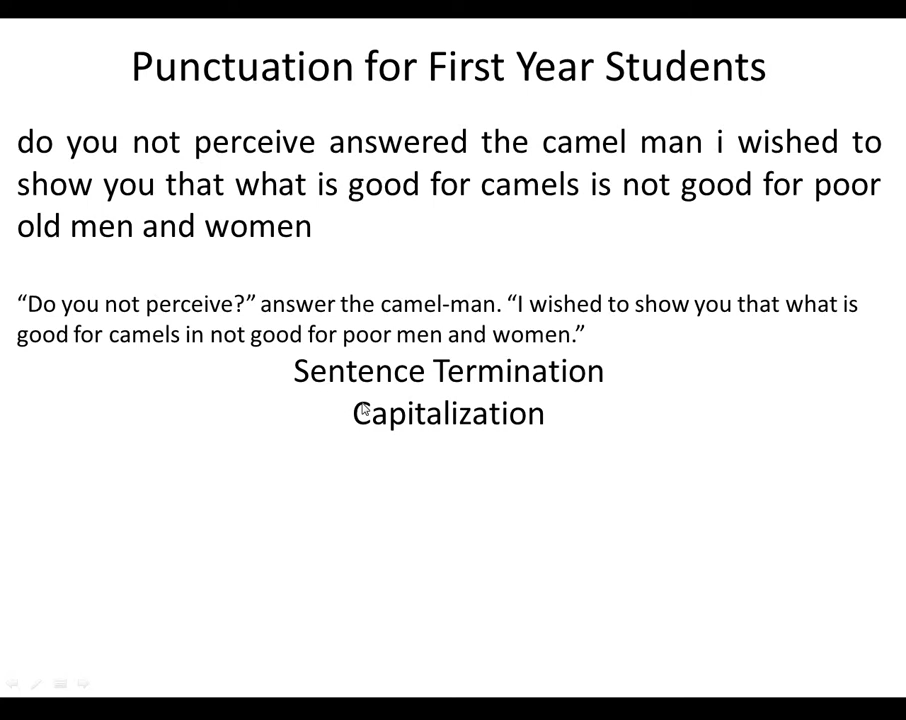 Punctuation for First Year Students
do you not perceive answered the camel man i wished to
show you that what is good for camels is not good for poor
old men and women
“Do you not perceive?” answer the camel-man. “I wished to show you that what is
good for camels in not good for poor men and women.”
Sentence Termination
Capitalization